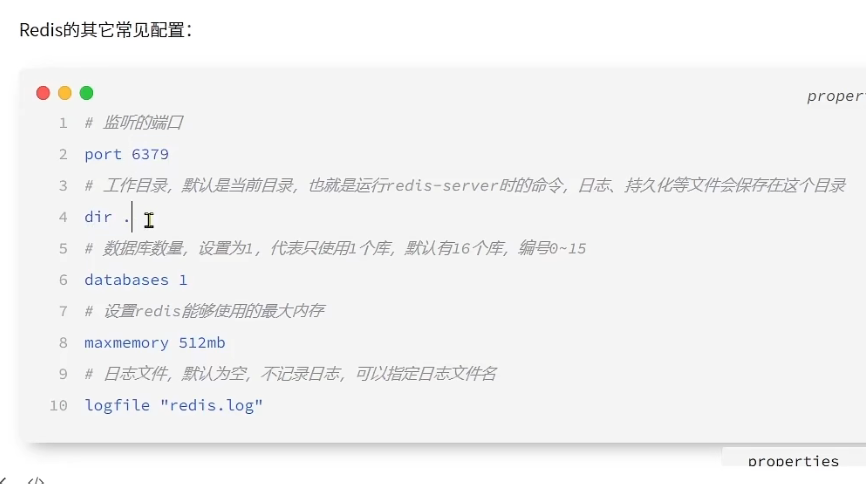 Redis的其它常见配置：
proper
1 # 监听的端口
2 port 6379
3 # 工作目录，默认是当前目录，也就是运行redis-server时的命令，日志、持久化等文件会保存在这个目录
4 dir .
5 # 数据库数量，设置为1，代表只使用1个库，默认有16个库，编号0~15
6 databases 1
7 # 设置redis能够使用的最大内存
8 maxmemory 512mb
9 # 日志文件，默认为空，不记录日志，可以指定日志文件名
10 logfile "redis.log"
properties